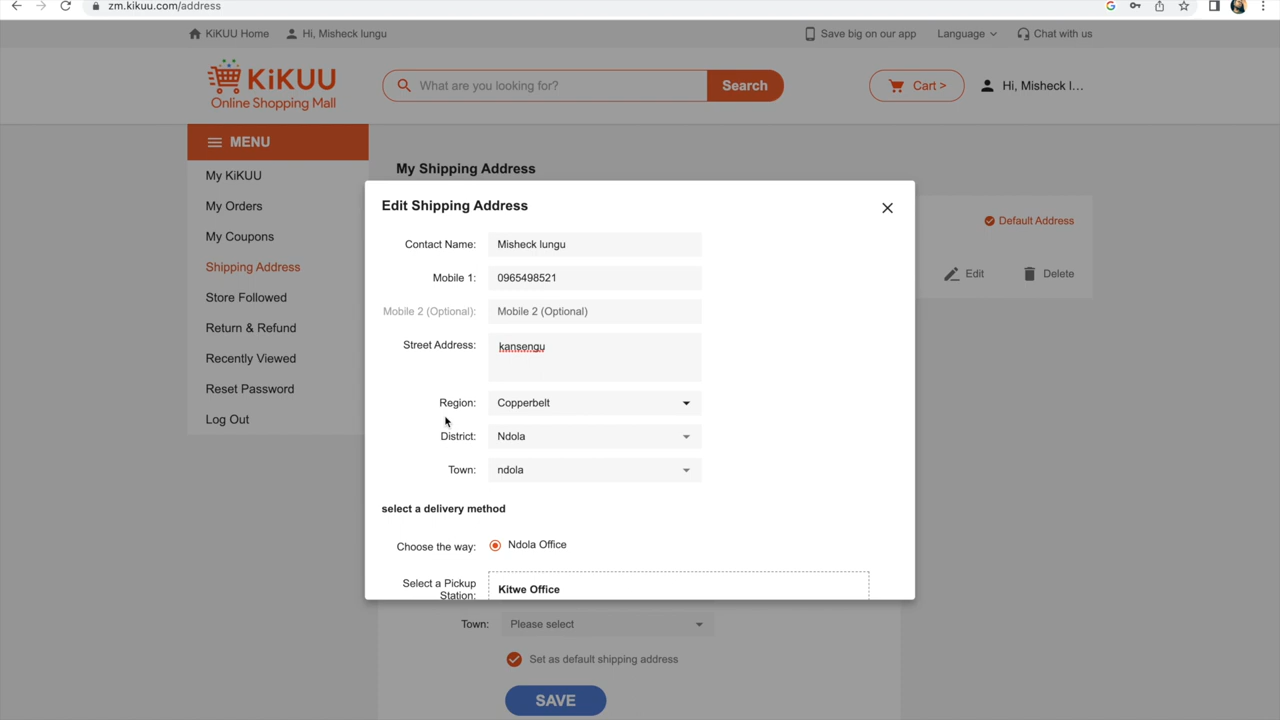 zm.kikuu.com/address
KiKUU Home
Hi, Misheck lungu
Save big on our app
Language
Chat with us
KiKUU
Online Shopping Mall
What are you looking for?
Search
Cart >
Hi, Misheck l...
MENU
My KiKUU
My Orders
My Coupons
Shipping Address
Store Followed
Return & Refund
Recently Viewed
Reset Password
Log Out
My Shipping Address
Default Address
Edit
Delete
Edit Shipping Address
Contact Name: Misheck lungu
Mobile 1: 0965498521
Mobile 2 (Optional): Mobile 2 (Optional)
Street Address: kansengu
Region: Copperbelt
District: Ndola
Town: ndola
select a delivery method
Choose the way: Ndola Office
Select a Pickup
Station:
Kitwe Office
Town: Please select
Set as default shipping address
SAVE